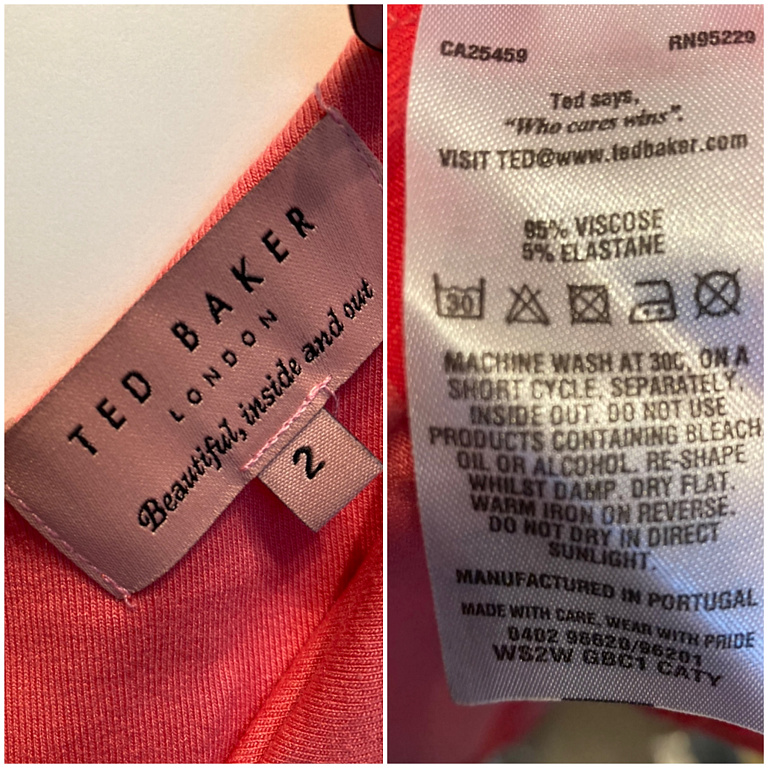 TED BAKER
LONDON
Beautiful, inside and out
2
CA25459 RN95229
Ted says,
"Who cares wins".
VISIT TED@www.tedbaker.com
95% VISCOSE
5% ELASTANE
30
MACHINE WASH AT 30C, ON A
SHORT CYCLE, SEPARATELY,
INSIDE OUT. DO NOT USE
PRODUCTS CONTAINING BLEACH
OIL OR ALCOHOL. RE-SHAPE
WHILST DAMP. DRY FLAT.
WARM IRON ON REVERSE.
DO NOT DRY IN DIRECT
SUNLIGHT.
MANUFACTURED IN PORTUGAL
MADE WITH CARE, WEAR WITH PRIDE
0402 98620/96201
WS2W GBC1 CATY